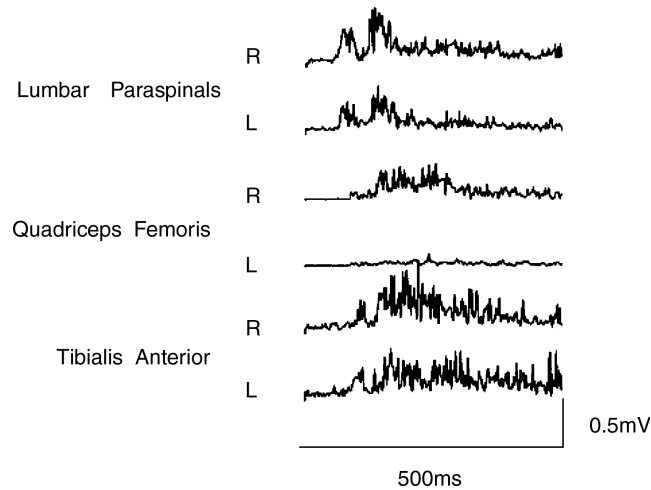 R
Lumbar Paraspinals
L
R
Quadriceps Femoris
L
R
Tibialis Anterior
L
0.5mV
500ms